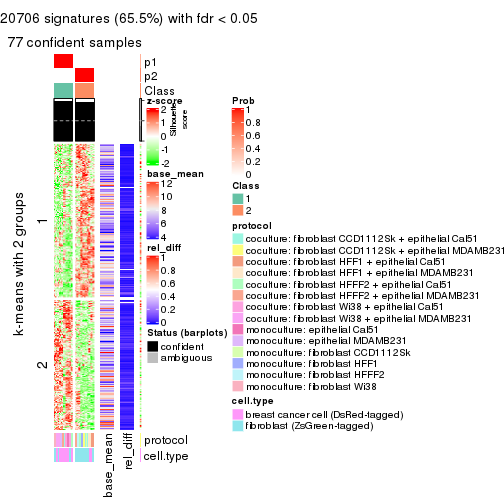 20706 signatures (65.5%) with fdr < 0.05
77 confident samples
p1
p2
Class
z-score
2
1
0
-1
-2
Silhouette
score
base_mean
12
10
8
6
4
rel_diff
1
0.8
0.6
0.4
0.2
0
Status (barplots)
confident
ambiguous
k-means with 2 groups
1
2
protocol
cell.type
base_mean
rel_diff
Prob
1
0.8
0.6
0.4
0.2
0
Class
1
2
protocol
coculture: fibroblast CCD1112Sk + epithelial Cal51
coculture: fibroblast CCD1112Sk + epithelial MDAMB231
coculture: fibroblast HFF1 + epithelial Cal51
coculture: fibroblast HFF1 + epithelial MDAMB231
coculture: fibroblast HFFF2 + epithelial Cal51
coculture: fibroblast HFFF2 + epithelial MDAMB231
coculture: fibroblast Wi38 + epithelial Cal51
coculture: fibroblast Wi38 + epithelial MDAMB231
monoculture: epithelial Cal51
monoculture: epithelial MDAMB231
monoculture: fibroblast CCD1112Sk
monoculture: fibroblast HFF1
monoculture: fibroblast HFFF2
monoculture: fibroblast Wi38
cell.type
breast cancer cell (DsRed-tagged)
fibroblast (ZsGreen-tagged)